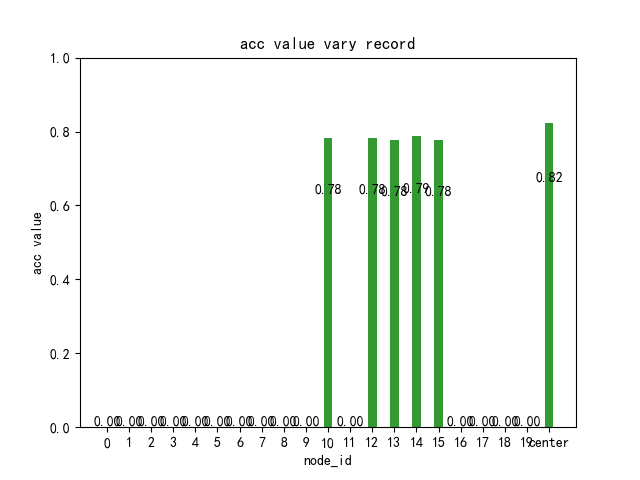 acc value vary record
1.0
0.8
0.6
0.4
0.2
0.0
acc value
0.00 0.00 0.00 0.00 0.00 0.00 0.00 0.00 0.00 0.00 0.78 0.00 0.78 0.78 0.79 0.78 0.00 0.00 0.00 0.00 0.82
0 1 2 3 4 5 6 7 8 9 10 11 12 13 14 15 16 17 18 19 center
node_id